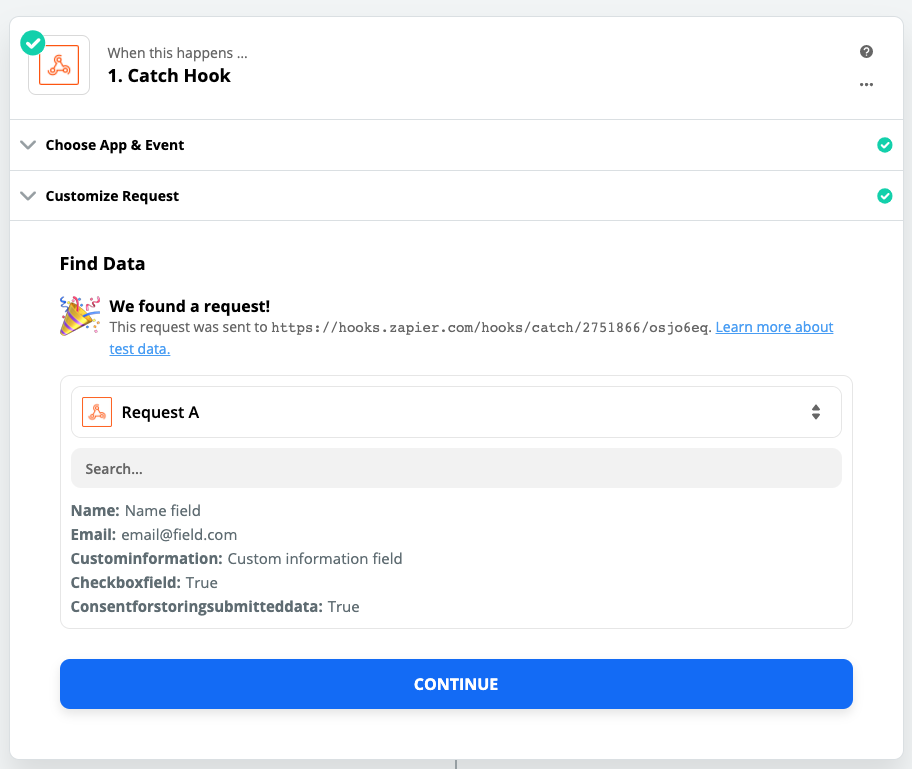 When this happens ...
1. Catch Hook
Choose App & Event
Customize Request
Find Data
We found a request!
This request was sent to https://hooks.zapier.com/hooks/catch/2751866/osjo6eq. Learn more about
test data.
Request A
Search...
Name: Name field
Email: email@field.com
Custominformation: Custom information field
Checkboxfield: True
Consentforstoringsubmitteddata: True
CONTINUE